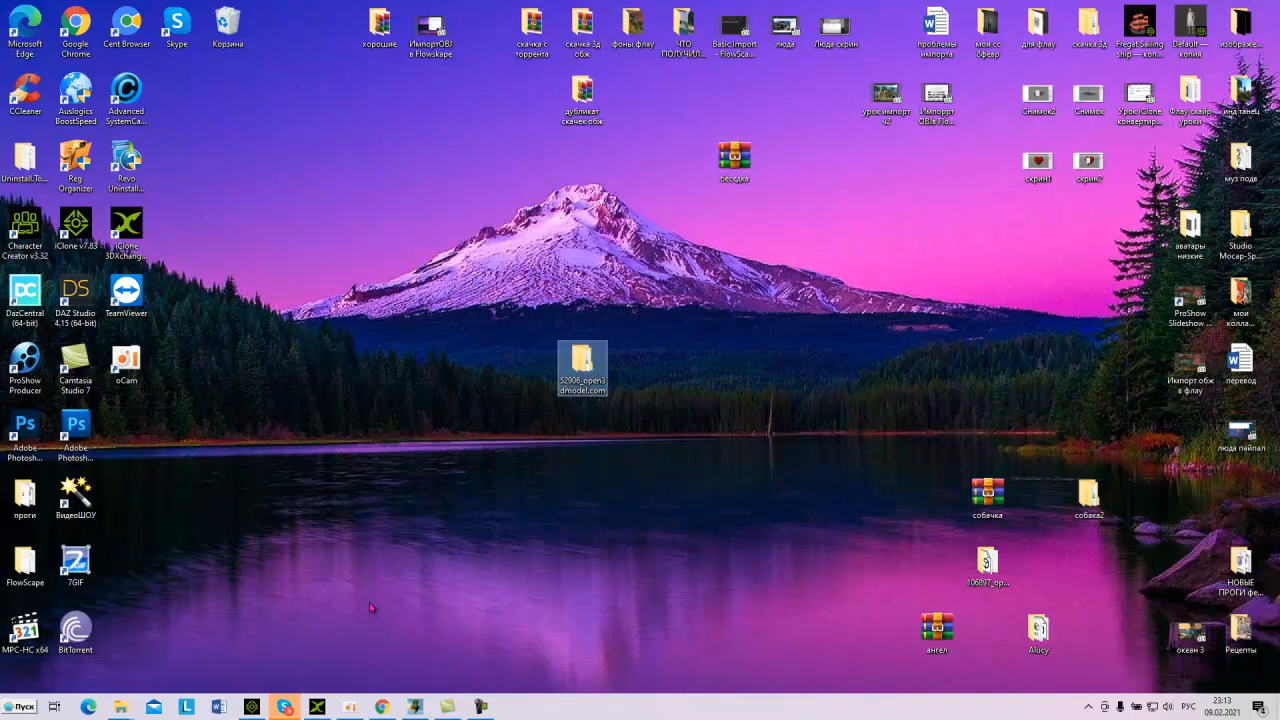 Microsoft
Edge
Google
Chrome
Cent Browser
Skype
Корзина
хорошие
ИмпортOBJ
в Flowskape
скачка с
торрента
скачка 3д
обж
фоны флау
ЧТО
ПОЛУЧИЛ...
Basic Import
- FlowSca...
люда
Люда скрин
проблемы
импорта
мои сс
8февр
для флау
скачка 3д
Fregat Sailing
ship — коп...
Default —
копия
изображе...
CCleaner
Auslogics
BoostSpeed
Advanced
SystemCa...
дубликат
скачек обж
урок импорт
ч2
Импоррт
OBJв Flo...
Снимок2
Снимок
Урок iClone
конвертир...
Флау скайр
уроки
инд танец
Uninstall.To...
Reg
Organizer
Revo
Uninstall...
беседка
скрин1
скрин2
муз подв
Character
Creator v3.32
iClone v7.83
iClone
3DXchang...
аватары
низкие
Studio
Mocap-Sp...
DazCentral
(64-bit)
DAZ Studio
4.15 (64-bit)
TeamViewer
ProShow
Slideshow ...
мои
колла...
ProShow
Producer
Camtasia
Studio 7
oCam
52906_open3
dmodel.com
Импорт обж
в флау
перевод
Adobe
Photosh...
Adobe
Photosh...
люда пайпал
проги
ВидеоШОУ
собачка
собака2
FlowScape
7GIF
106897_op...
НОВЫЕ
ПРОГИ фе...
MPC-HC x64
BitTorrent
ангел
Alucy
океан 3
Рецепты
Пуск
РУС
23:13
09.02.2021